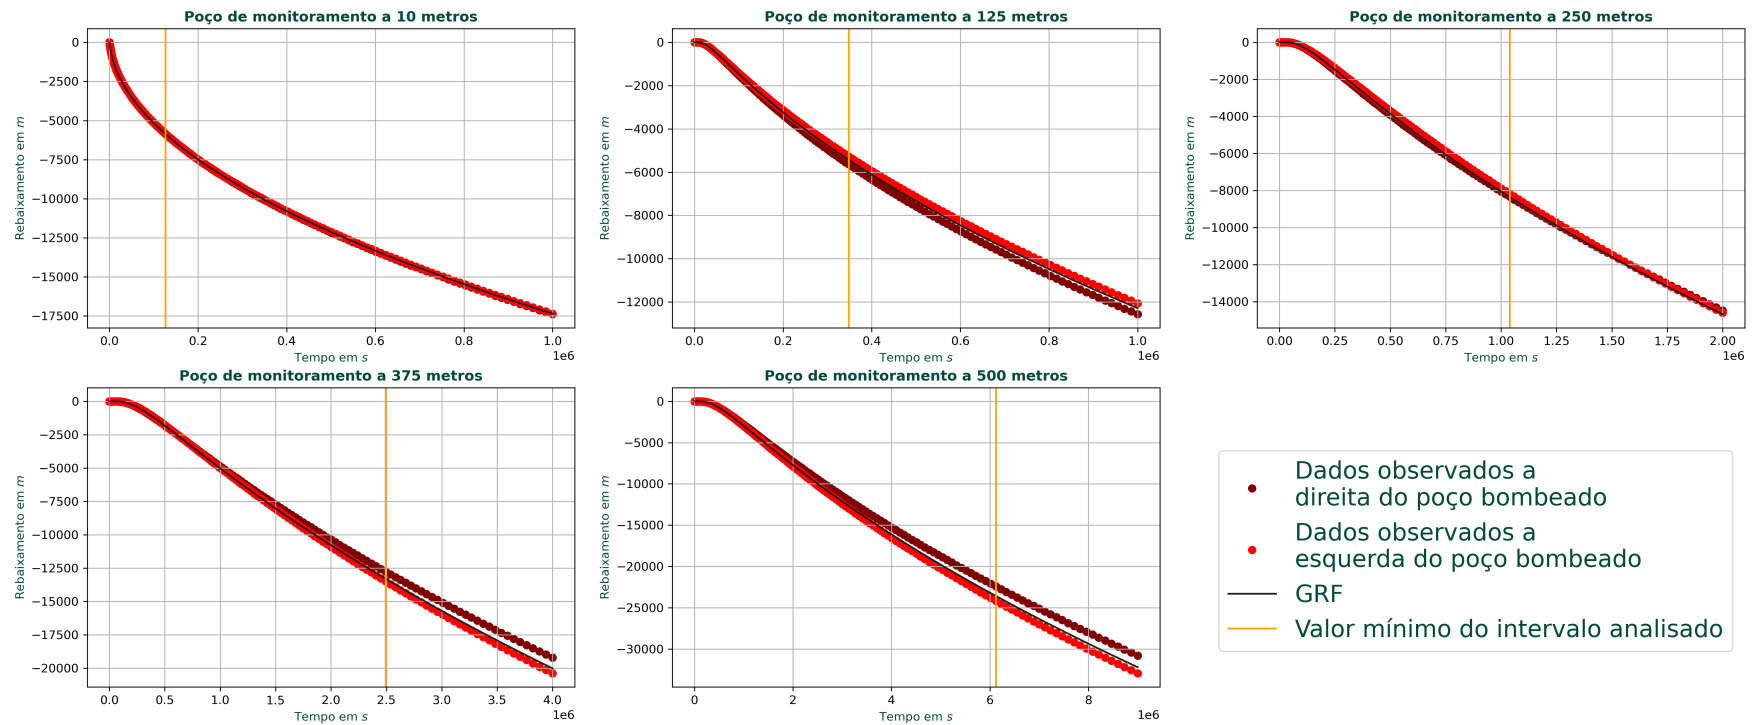 Poço de monitoramento a 10 metros
0
−2500
−5000
−7500
−10000
−12500
−15000
−17500
Rebaixamento em m
0.0 0.2 0.4 0.6 0.8 1.0
1e6
Tempo em s
Poço de monitoramento a 125 metros
0
−2000
−4000
−6000
−8000
−10000
−12000
Rebaixamento em m
0.0 0.2 0.4 0.6 0.8 1.0
1e6
Tempo em s
Poço de monitoramento a 250 metros
0
−2000
−4000
−6000
−8000
−10000
−12000
−14000
Rebaixamento em m
0.00 0.25 0.50 0.75 1.00 1.25 1.50 1.75 2.00
1e6
Tempo em s
Poço de monitoramento a 375 metros
0
−2500
−5000
−7500
−10000
−12500
−15000
−17500
−20000
Rebaixamento em m
0.0 0.5 1.0 1.5 2.0 2.5 3.0 3.5 4.0
1e6
Tempo em s
Poço de monitoramento a 500 metros
0
−5000
−10000
−15000
−20000
−25000
−30000
Rebaixamento em m
0 2 4 6 8
1e6
Tempo em s
Dados observados a
direita do poço bombeado
Dados observados a
esquerda do poço bombeado
GRF
Valor mínimo do intervalo analisado